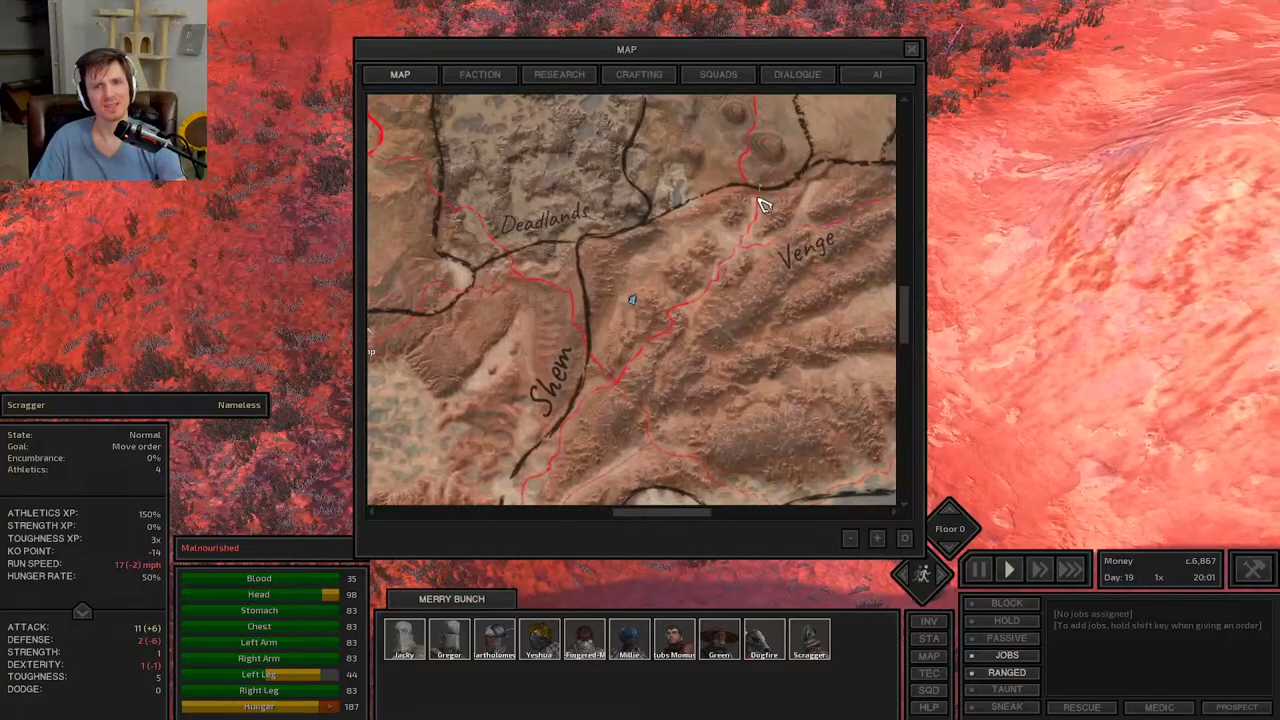 MAP
MAP FACTION RESEARCH CRAFTING SQUADS DIALOGUE AI
Deadlands
Venge
Shem
Scragger Nameless
State: Normal
Goal: Move order
Encumbrance: 0%
Athletics: 4
ATHLETICS XP: 150%
STRENGTH XP: 0%
TOUGHNESS XP: 3x
KO POINT: -14
RUN SPEED: 17(-2) mph
HUNGER RATE: 50%
ATTACK: 11 (+6)
DEFENSE: 2 (-6)
STRENGTH: 1
DEXTERITY: 1 (-1)
TOUGHNESS: 5
DODGE: 0
Malnourished
Blood 35
Head 98
Stomach 83
Chest 83
Left Arm 83
Right Arm 83
Left Leg 44
Right Leg 83
Hunger > 187
MERRY BUNCH
Jacky Gregor artholome Yeshua -Fingered-M Millie tubs Momus Green Dogfire Scragger
- + O
Floor 0
Money c.6,867
Day: 19 1x 20:01
INV
STA
MAP
TEC
SQD
HLP
BLOCK
HOLD
PASSIVE
JOBS
RANGED
TAUNT
SNEAK
[No jobs assigned]
[To add jobs, hold shift key when giving an order]
RESCUE MEDIC PROSPECT